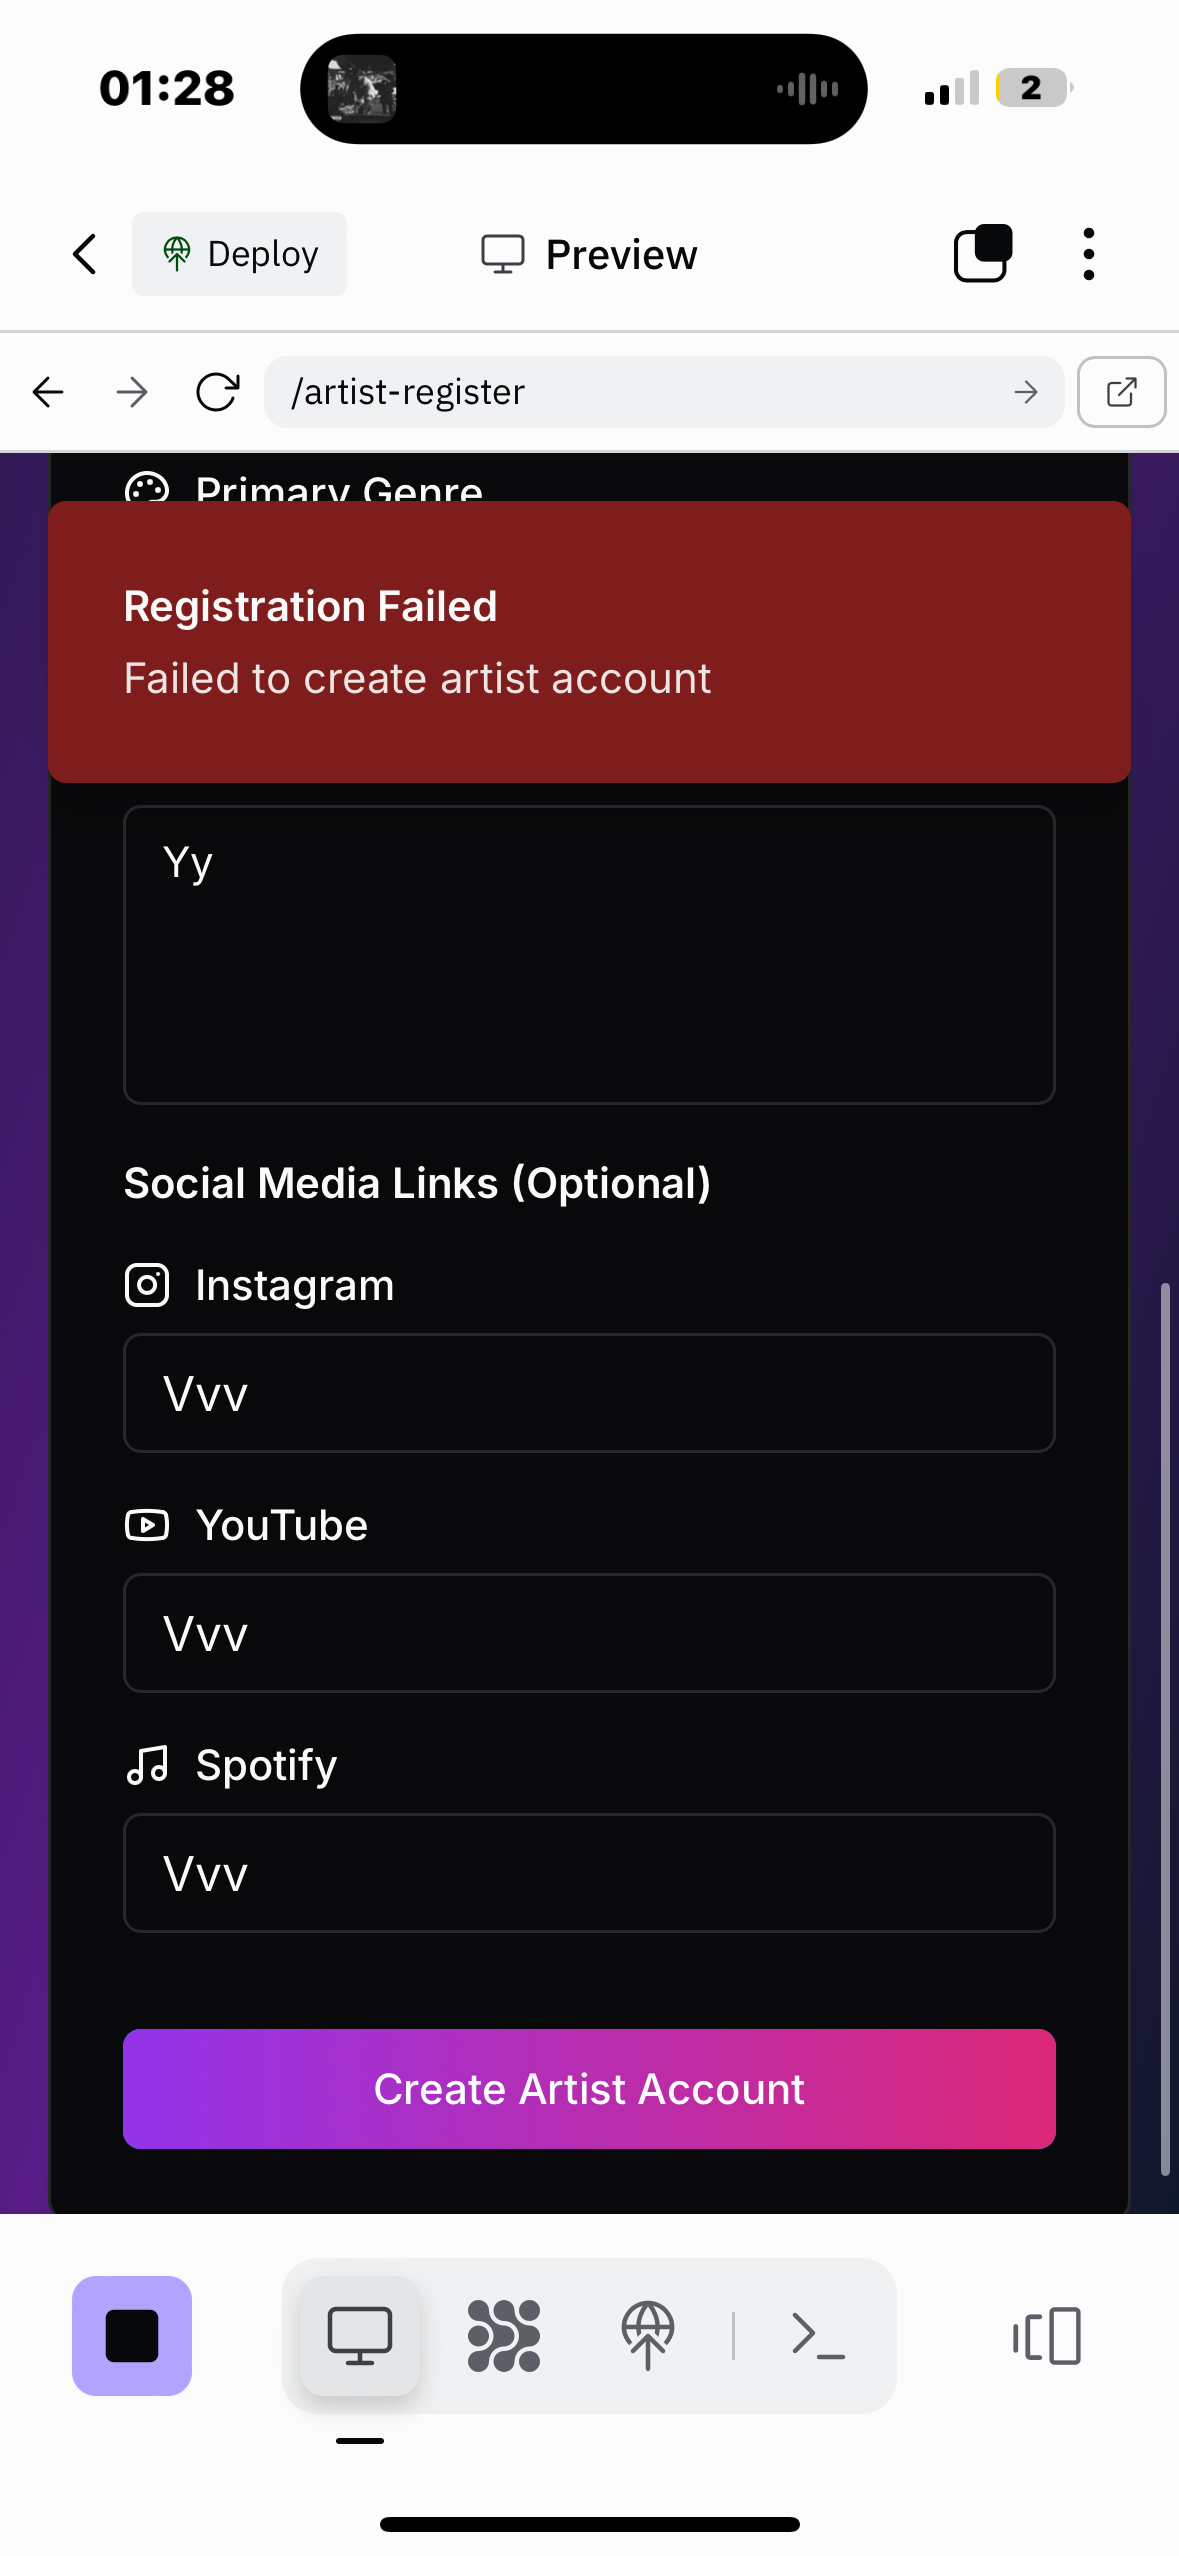 01:28
2
Deploy
Preview
/artist-register
Primary Genre
Registration Failed
Failed to create artist account
Yy
Social Media Links (Optional)
Instagram
Vvv
YouTube
Vvv
Spotify
Vvv
Create Artist Account